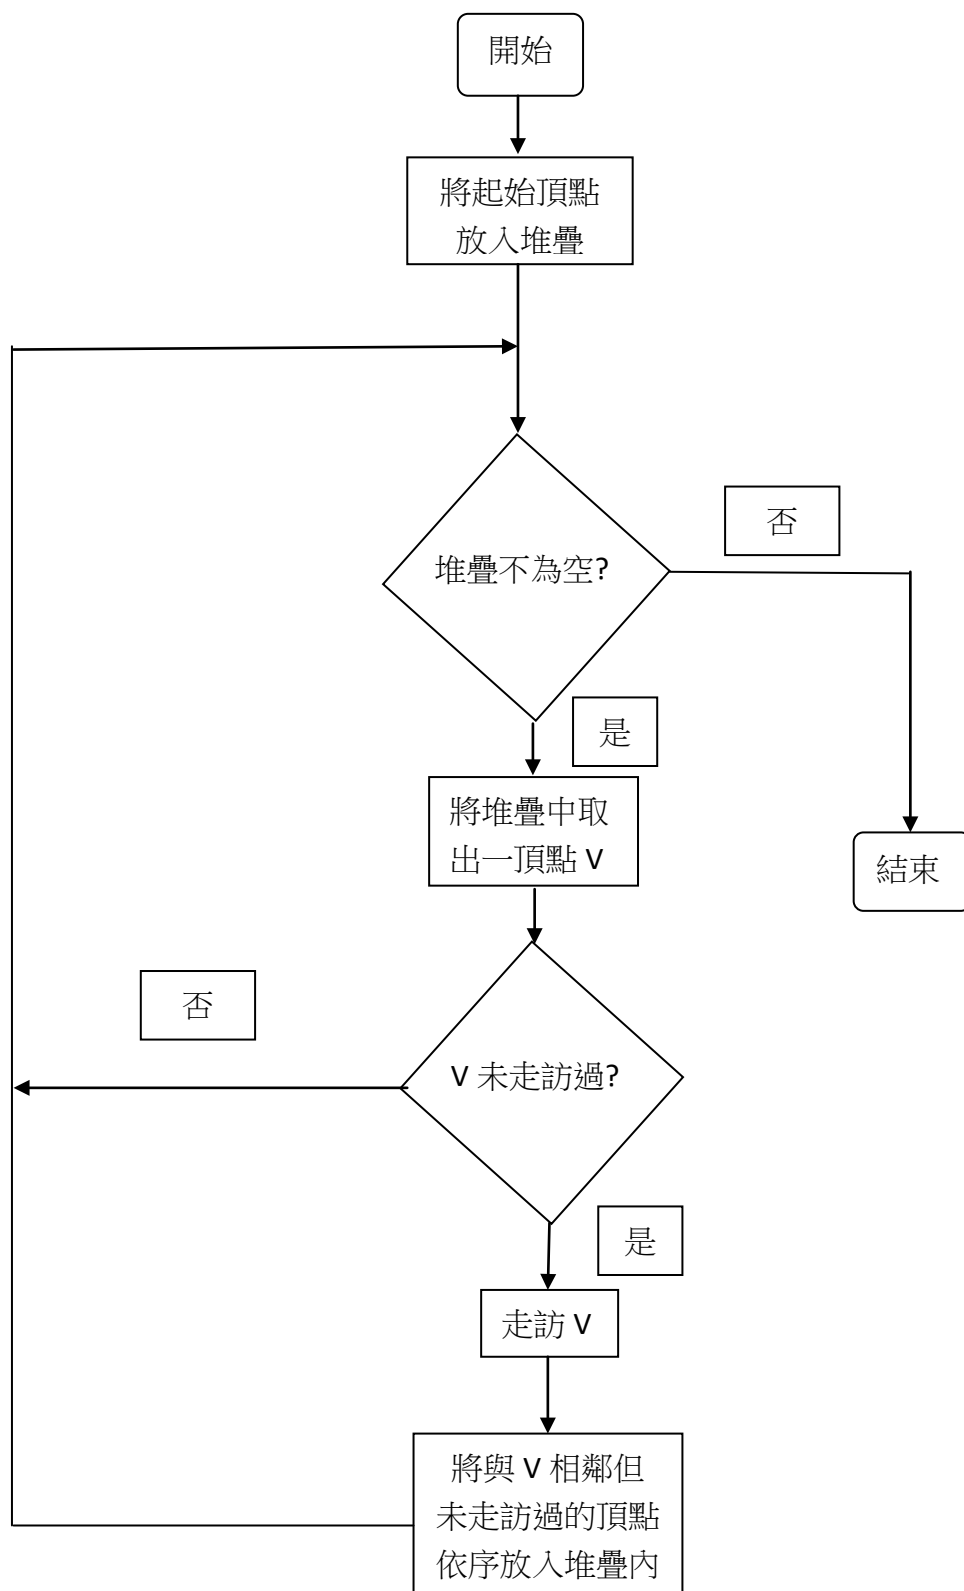 開始
將起始頂點
放入堆疊
否
堆疊不為空?
是
將堆疊中取
出一頂點 V
結束
否
V 未走訪過?
是
走訪 V
將與 V 相鄰但
未走訪過的頂點
依序放入堆疊內